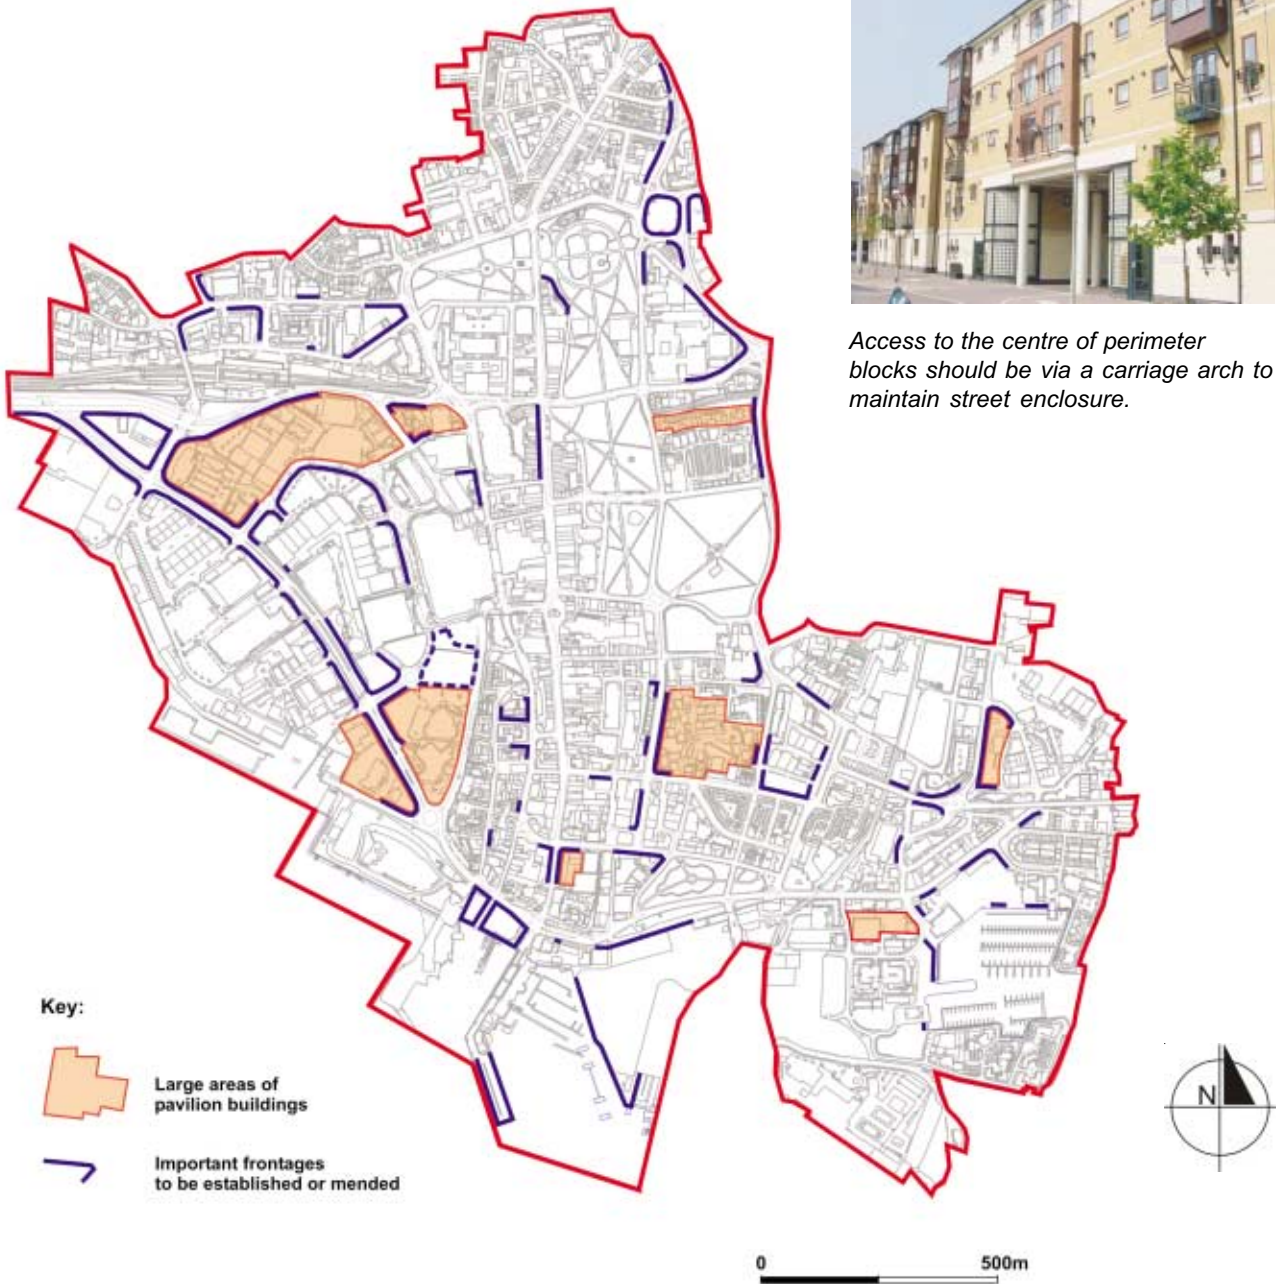 Access to the centre of perimeter
blocks should be via a carriage arch to
maintain street enclosure.
Key:
Large areas of
pavilion buildings
Important frontages
to be established or mended
N
0 500m